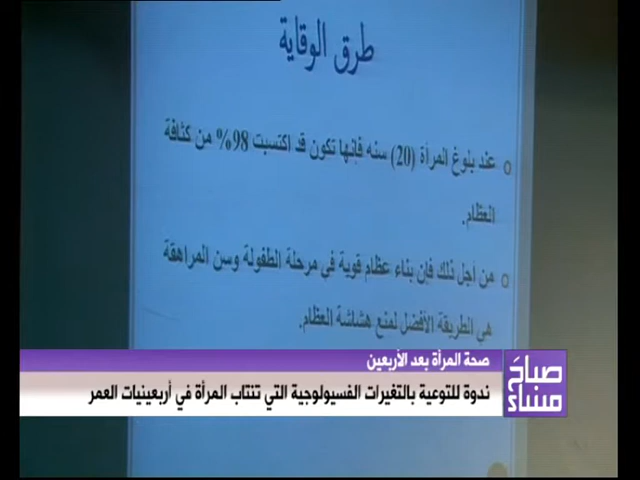 طرق الوقاية
عند بلوغ المرأة (20) سنه فإنها تكون قد اكتسبت 98% من كثافة
العظام.
من أجل ذلك فإن بناء عظام قوية في مرحلة الطفولة وسن المراهقة
هي الطريقة الأفضل لمنع هشاشة العظام.
صحة المرأة بعد الأربعين
ندوة للتوعية بالتغيرات الفسيولوجية التي تنتاب المرأة في أربعينيات العمر
صباح
مساء